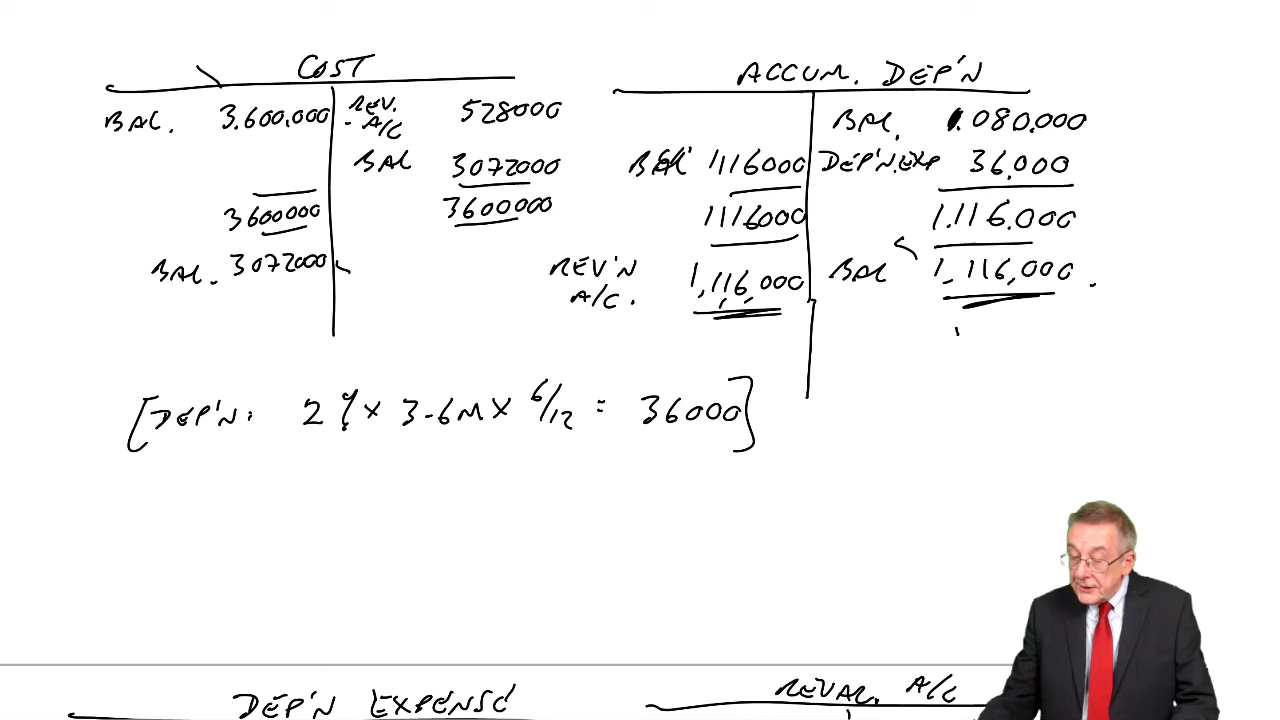 COST
BAL. 3.600.000 REV. A/C 528000
BAL 3072000
3600000 3600000
BAL. 3072000
ACCUM. DEP'N
BAL. 1.080.000
BAL 1116000 DEP'N.EXP 36,000
1116000 1.116.000
REV'N A/C. 1,116,000 BAL 1,116,000
[DEP'N: 2% × 3.6M × 6/12 = 36000]
DEP'N EXPENSE
REVAL. A/C